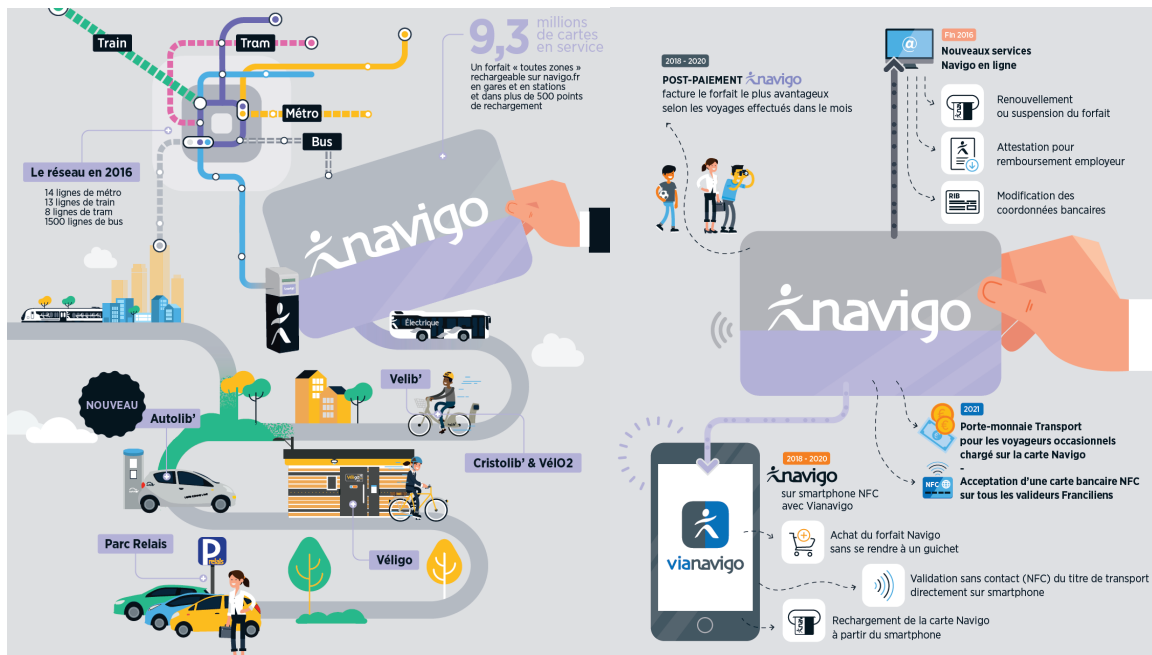 Train
Tram
Métro
Bus
Le réseau en 2016
14 lignes de métro
13 lignes de train
8 lignes de tram
1500 lignes de bus
9,3 millions
de cartes
en service
Un forfait « toutes zones »
rechargeable sur navigo.fr
en gares et en stations
et dans plus de 500 points
de rechargement
navigo
Électrique
NOUVEAU
Autolib’
Velib’
Cristolib’ & VélO2
Véligo
véligo
Parc Relais
P
relais
2018 - 2020
POST-PAIEMENT navigo
facture le forfait le plus avantageux
selon les voyages effectués dans le mois
@
Fin 2016
Nouveaux services
Navigo en ligne
Renouvellement
ou suspension du forfait
Attestation pour
remboursement employeur
RIB
Modification des
coordonnées bancaires
navigo
2021
Porte-monnaie Transport
pour les voyageurs occasionnels
chargé sur la carte Navigo
-
NFC
Acceptation d’une carte bancaire NFC
sur tous les valideurs Franciliens
2018 - 2020
navigo
sur smartphone NFC
avec Vianavigo
vianavigo
Achat du forfait Navigo
sans se rendre à un guichet
Validation sans contact (NFC) du titre de transport
directement sur smartphone
Rechargement de la carte Navigo
à partir du smartphone